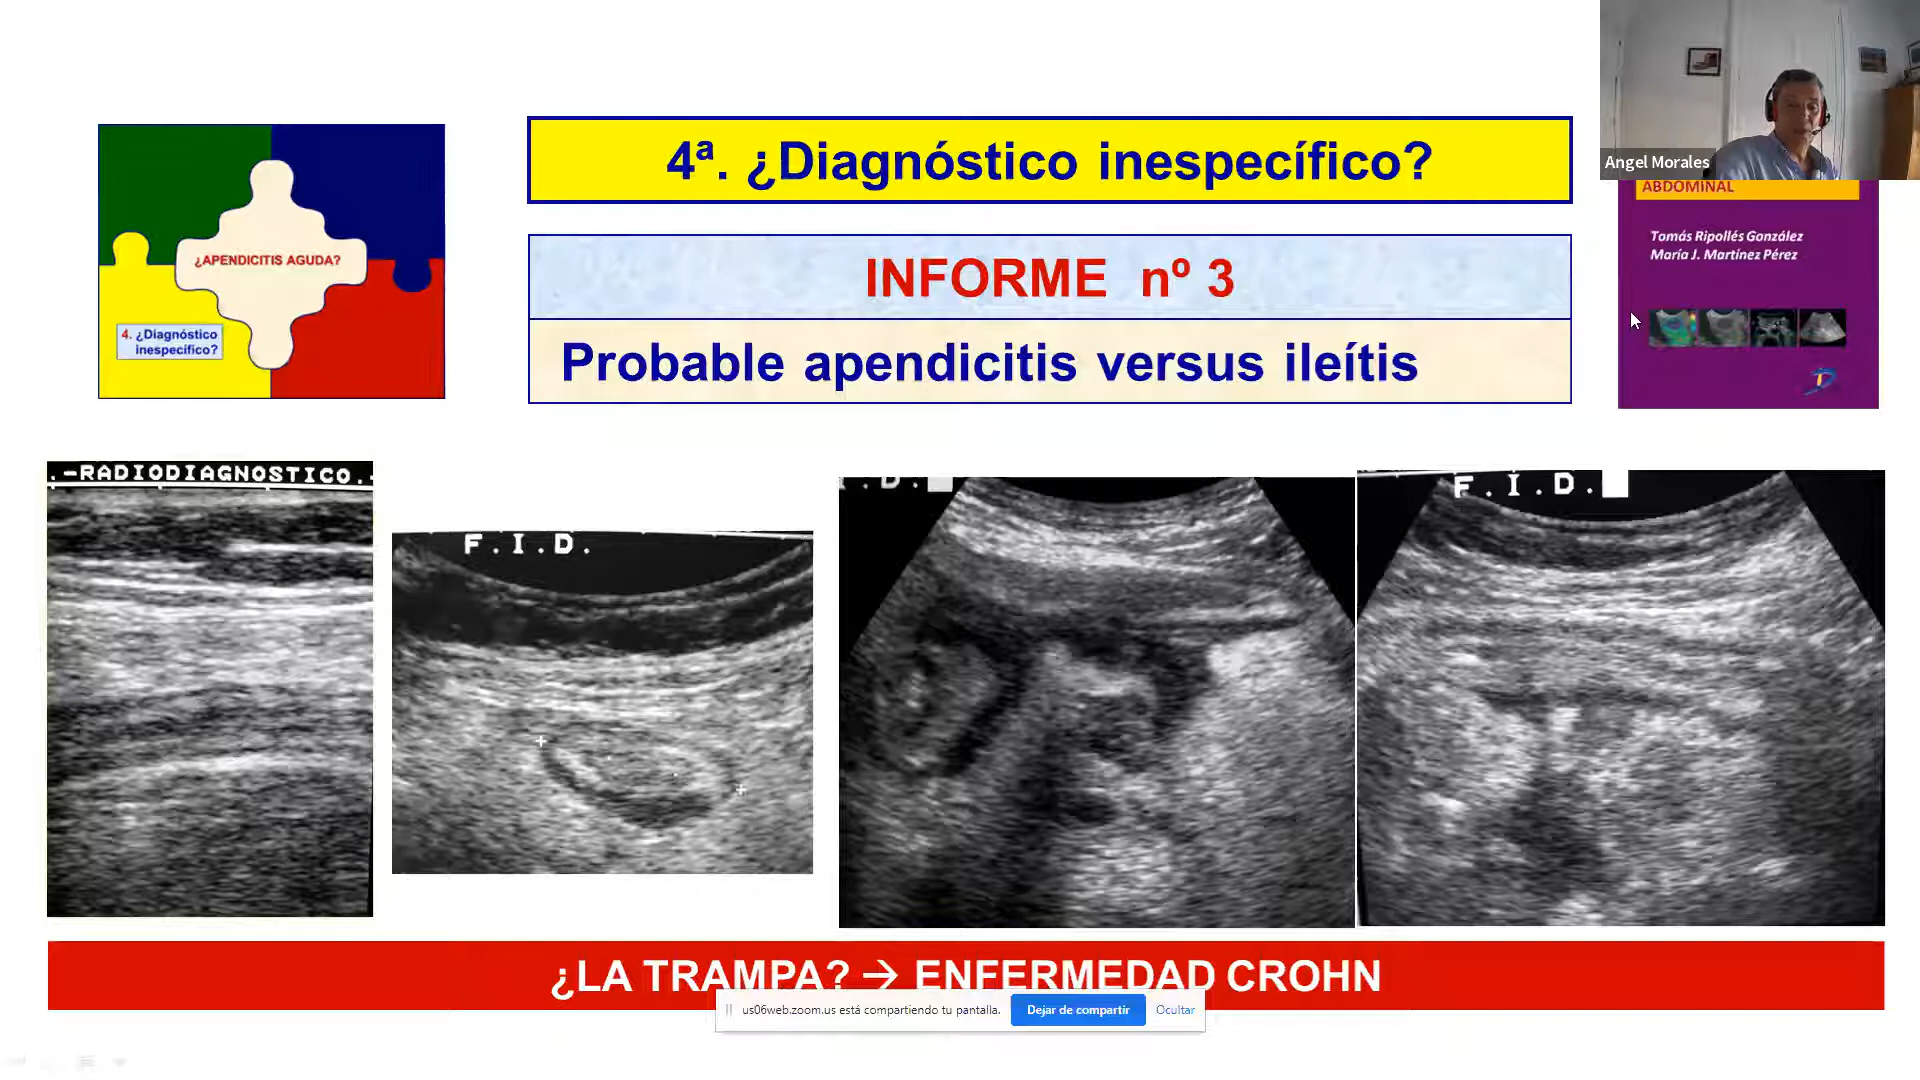 4ª. ¿Diagnóstico inespecífico?
Angel Morales
ABDOMINAL
Tomás Ripollés González
María J. Martínez Pérez
¿APENDICITIS AGUDA?
4. ¿Diagnóstico
inespecífico?
INFORME nº 3
Probable apendicitis versus ileítis
.-RADIODIAGNOSTICO.-
F.I.D.
.D.
F.I.D.
¿LA TRAMPA? → ENFERMEDAD CROHN
us06web.zoom.us está compartiendo tu pantalla.
Dejar de compartir
Ocultar